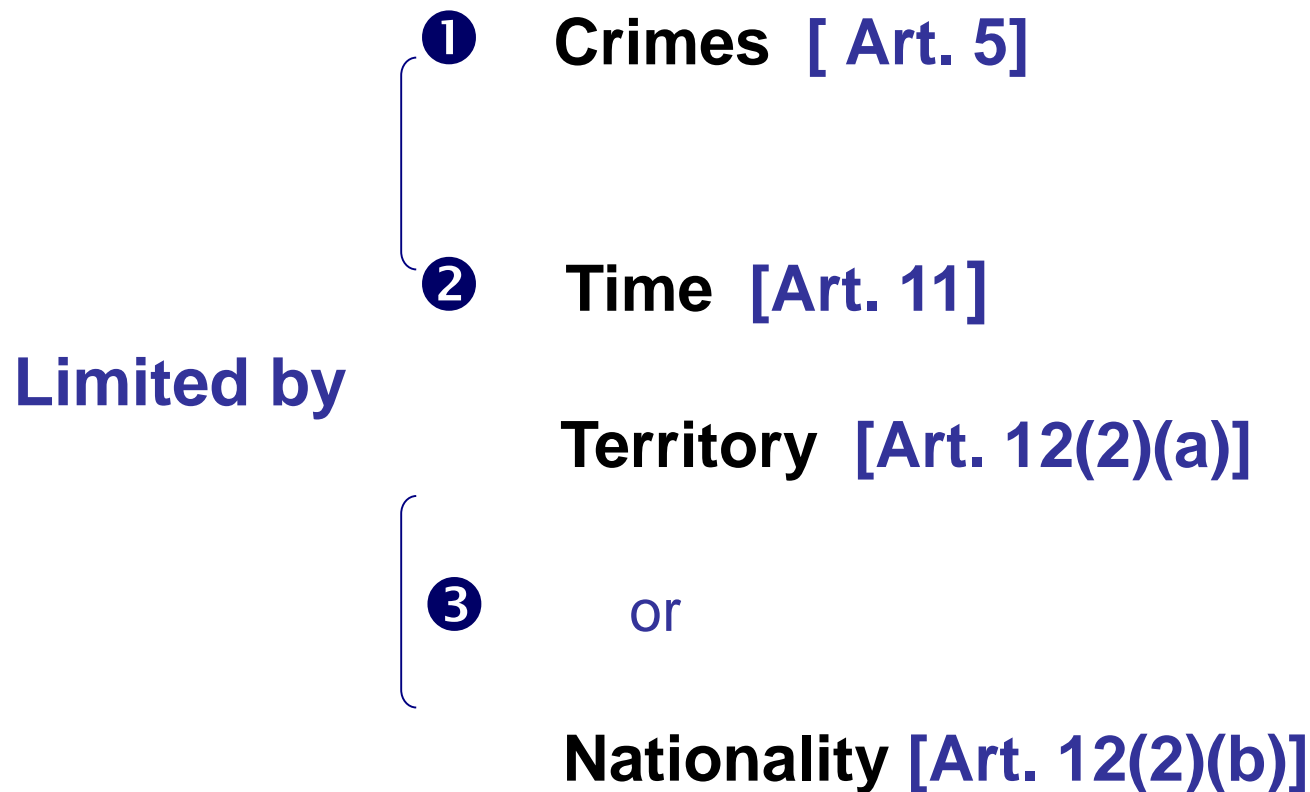 ❶ Crimes [ Art. 5]
❷ Time [Art. 11]
Limited by
Territory [Art. 12(2)(a)]
❸ or
Nationality [Art. 12(2)(b)]